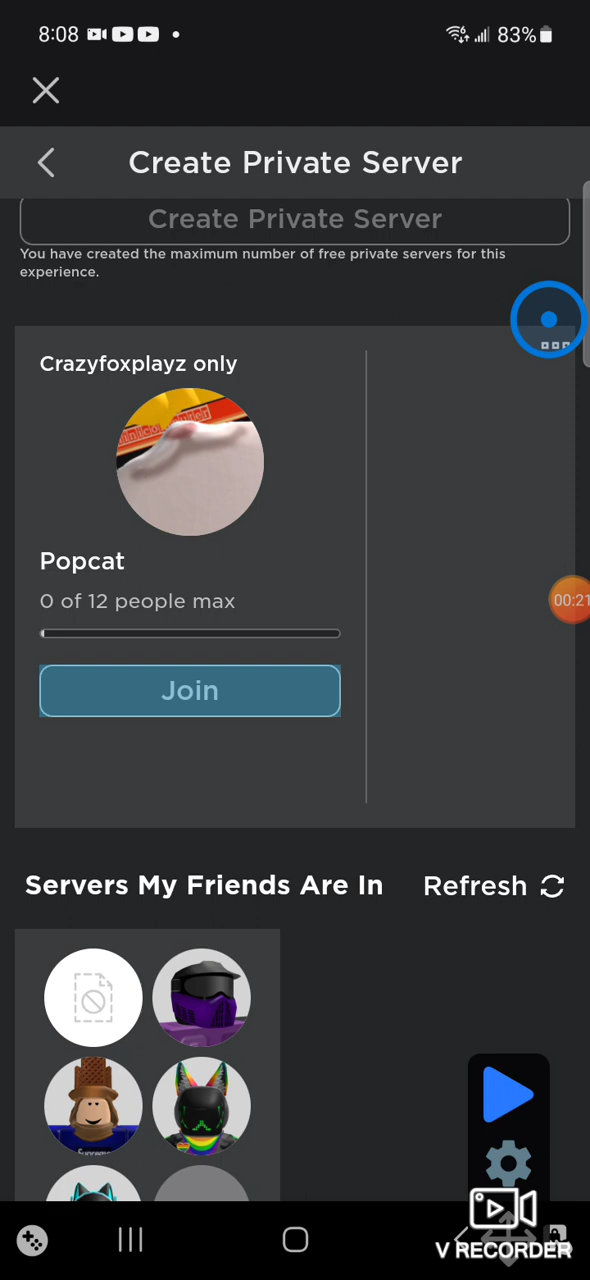 8:08
83%
Create Private Server
Create Private Server
You have created the maximum number of free private servers for this
experience.
Crazyfoxplayz only
Popcat
0 of 12 people max
00:21
Join
Servers My Friends Are In
Refresh
V RECORDER